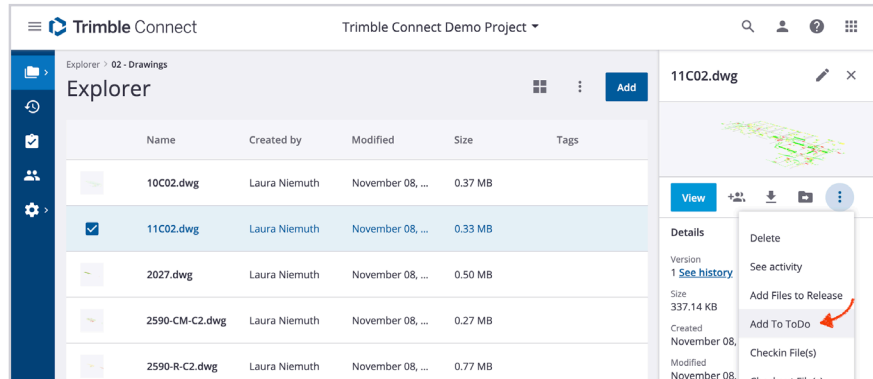 Trimble Connect
Trimble Connect Demo Project
Explorer > 02 - Drawings
Explorer
Add
Name Created by Modified Size Tags
10C02.dwg Laura Niemuth November 08, ... 0.37 MB
11C02.dwg Laura Niemuth November 08, ... 0.33 MB
2027.dwg Laura Niemuth November 08, ... 0.50 MB
2590-CM-C2.dwg Laura Niemuth November 08, ... 0.27 MB
2590-R-C2.dwg Laura Niemuth November 08, ... 0.77 MB
11C02.dwg
View
Details
Version
1 See history
Size
337.14 KB
Created
November 08,
Modified
November 08,
Delete
See activity
Add Files to Release
Add To ToDo
Checkin File(s)